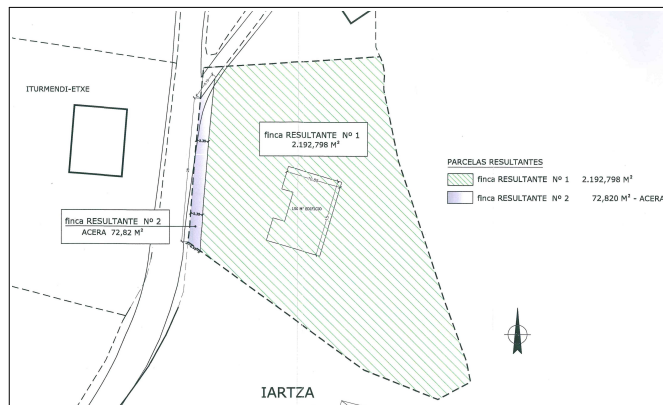 ITURMENDI-ETXE
finca RESULTANTE Nº 1
2.192,798 M²
finca RESULTANTE Nº 2
ACERA 72,82 M²
PARCELAS RESULTANTES
finca RESULTANTE Nº 1 2.192,798 M²
finca RESULTANTE Nº 2 72,820 M² - ACERA
IARTZA